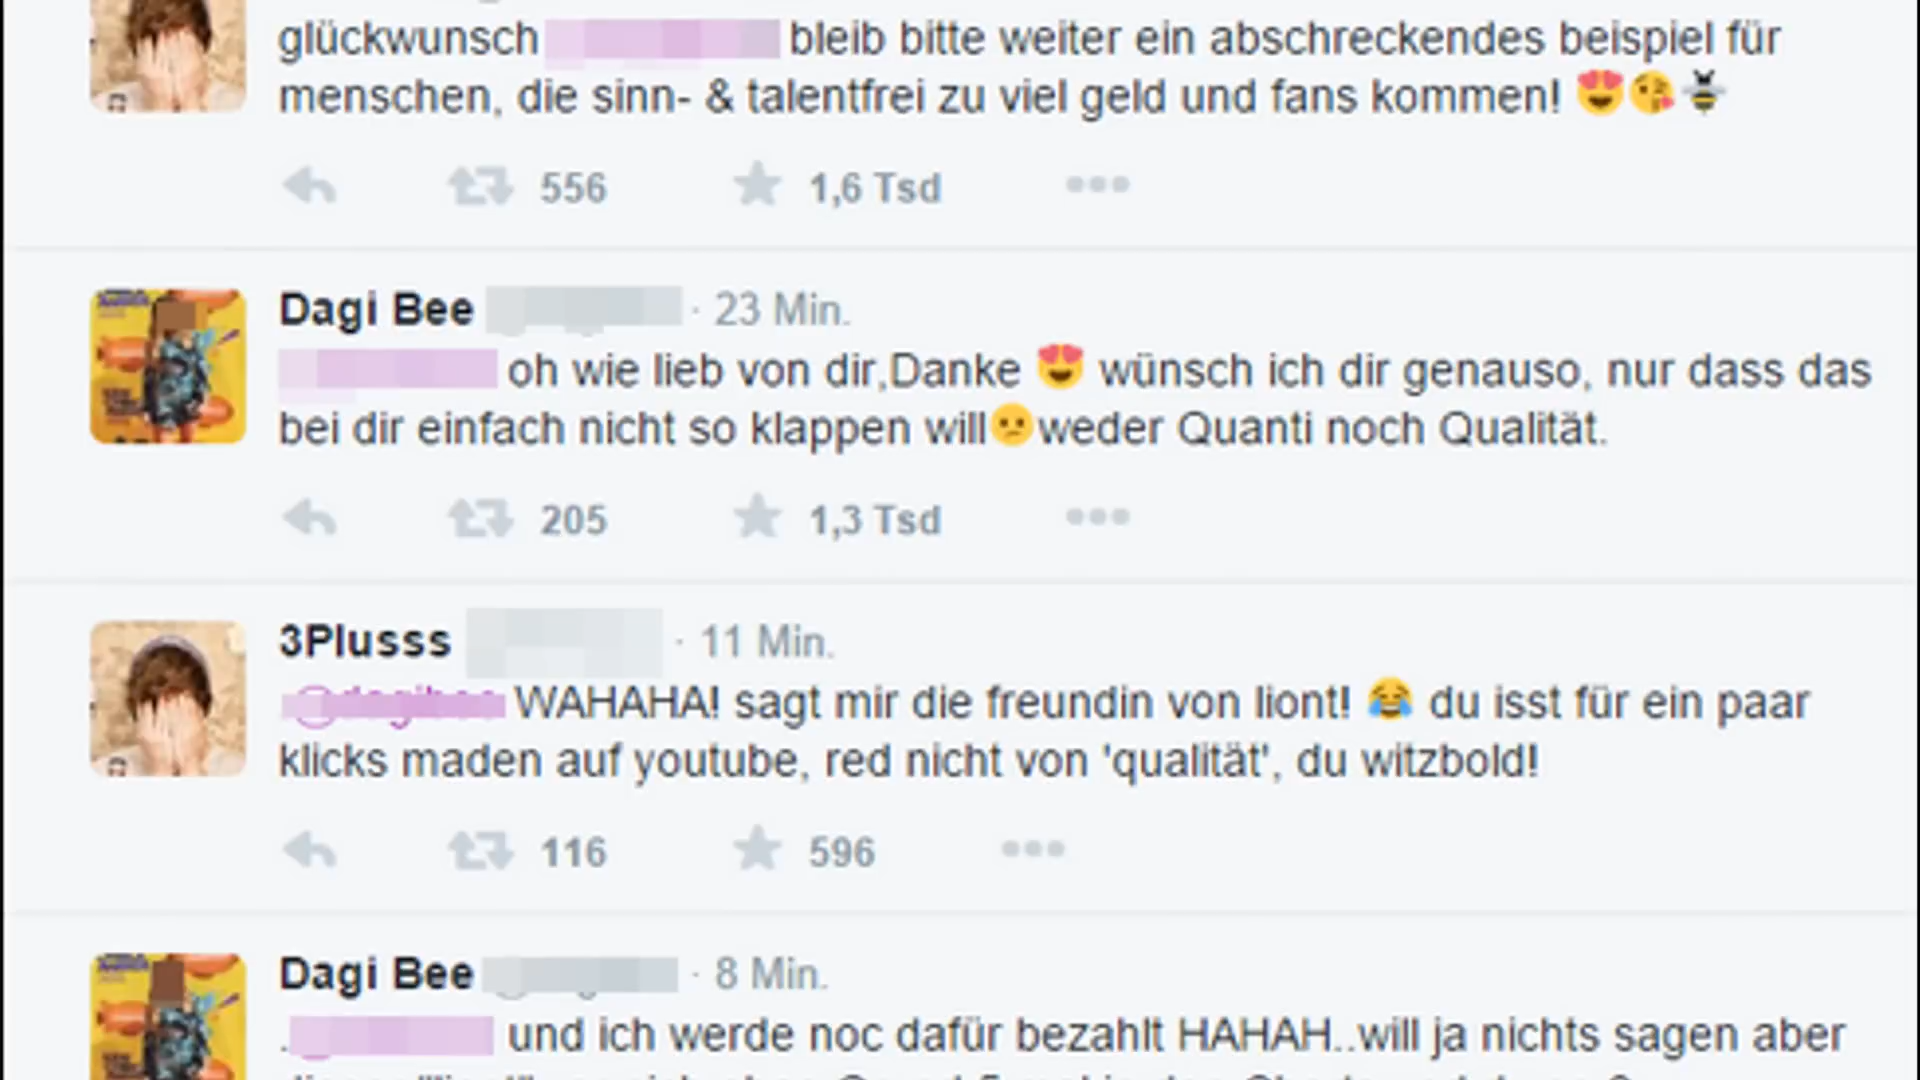 glückwunsch bleib bitte weiter ein abschreckendes beispiel für
menschen, die sinn- & talentfrei zu viel geld und fans kommen! 😍😘🐝
556 1,6 Tsd
Dagi Bee · 23 Min.
oh wie lieb von dir,Danke 😍 wünsch ich dir genauso, nur dass das
bei dir einfach nicht so klappen will😕weder Quanti noch Qualität.
205 1,3 Tsd
3Plusss · 11 Min.
WAHAHA! sagt mir die freundin von liont! 😂 du isst für ein paar
klicks maden auf youtube, red nicht von 'qualität', du witzbold!
116 596
Dagi Bee · 8 Min.
. und ich werde noc dafür bezahlt HAHAH..will ja nichts sagen aber